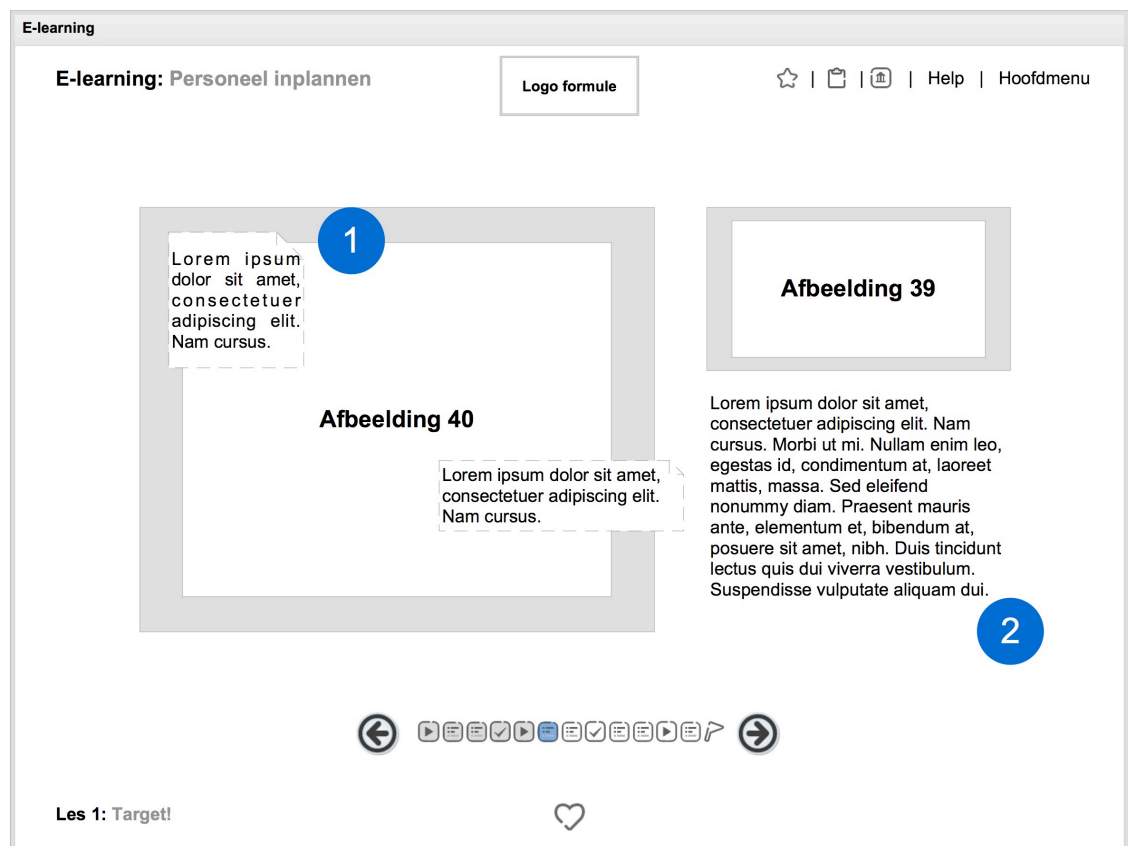 E-learning
E-learning: Personeel inplannen
Logo formule
| | | Help | Hoofdmenu
1
Lorem ipsum
dolor sit amet,
consectetuer
adipiscing elit.
Nam cursus.
Afbeelding 40
Lorem ipsum dolor sit amet,
consectetuer adipiscing elit.
Nam cursus.
Afbeelding 39
Lorem ipsum dolor sit amet,
consectetuer adipiscing elit. Nam
cursus. Morbi ut mi. Nullam enim leo,
egestas id, condimentum at, laoreet
mattis, massa. Sed eleifend
nonummy diam. Praesent mauris
ante, elementum et, bibendum at,
posuere sit amet, nibh. Duis tincidunt
lectus quis dui viverra vestibulum.
Suspendisse vulputate aliquam dui.
2
Les 1: Target!